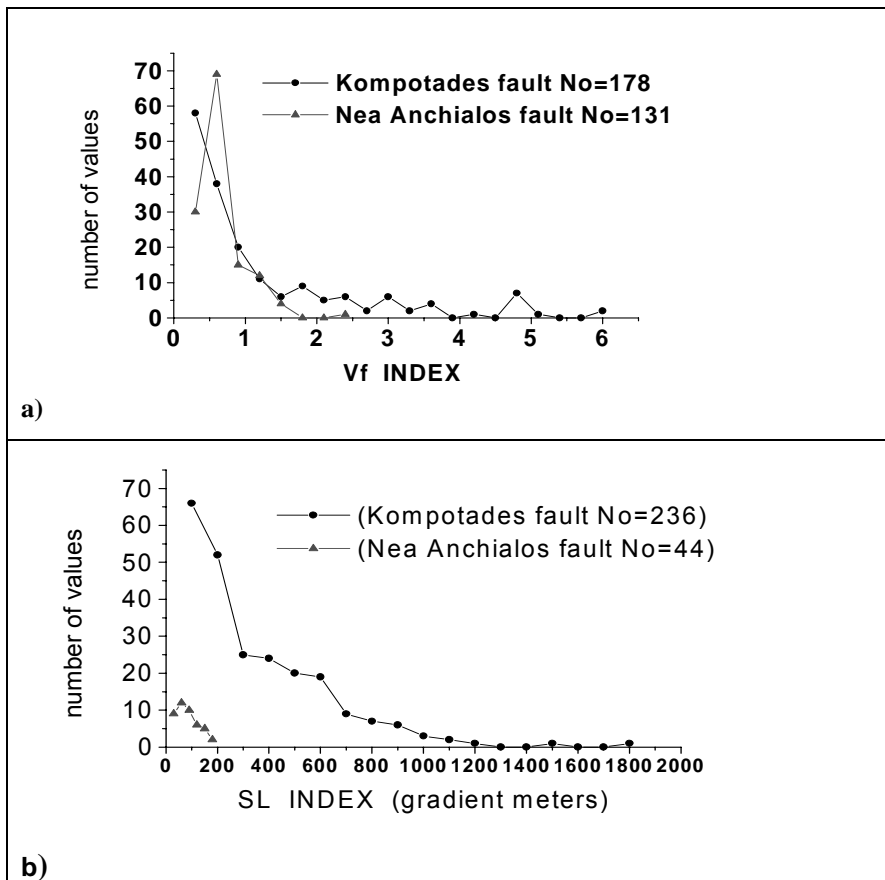 70
60
50
40
30
20
10
0
number of values
Kompotades fault No=178
Nea Anchialos fault No=131
0 1 2 3 4 5 6
Vf INDEX
a)
70
60
50
40
30
20
10
0
number of values
(Kompotades fault No=236)
(Nea Anchialos fault No=44)
0 200 400 600 800 1000 1200 1400 1600 1800 2000
SL INDEX (gradient meters)
b)